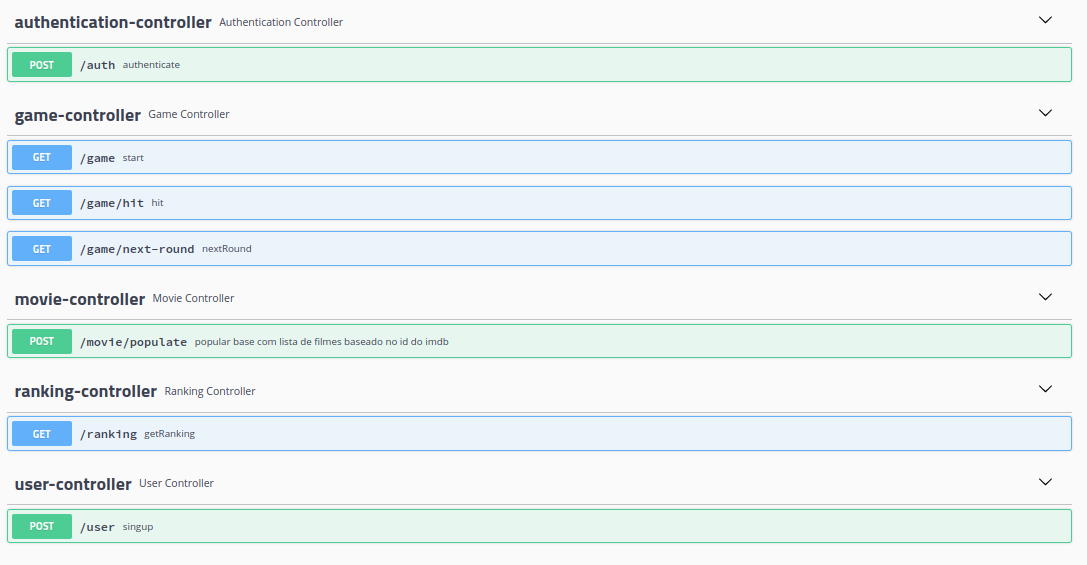 authentication-controller Authentication Controller
POST /auth authenticate
game-controller Game Controller
GET /game start
GET /game/hit hit
GET /game/next-round nextRound
movie-controller Movie Controller
POST /movie/populate popular base com lista de filmes baseado no id do imdb
ranking-controller Ranking Controller
GET /ranking getRanking
user-controller User Controller
POST /user singup